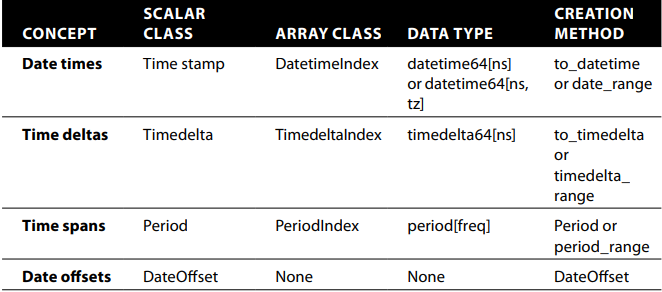 CONCEPT SCALAR CLASS ARRAY CLASS DATA TYPE CREATION METHOD
Date times Time stamp DatetimeIndex datetime64[ns] to_datetime
or datetime64[ns, or date_range
tz]
Time deltas Timedelta TimedeltaIndex timedelta64[ns] to_timedelta
or
timedelta_
range
Time spans Period PeriodIndex period[freq] Period or
period_range
Date offsets DateOffset None None DateOffset